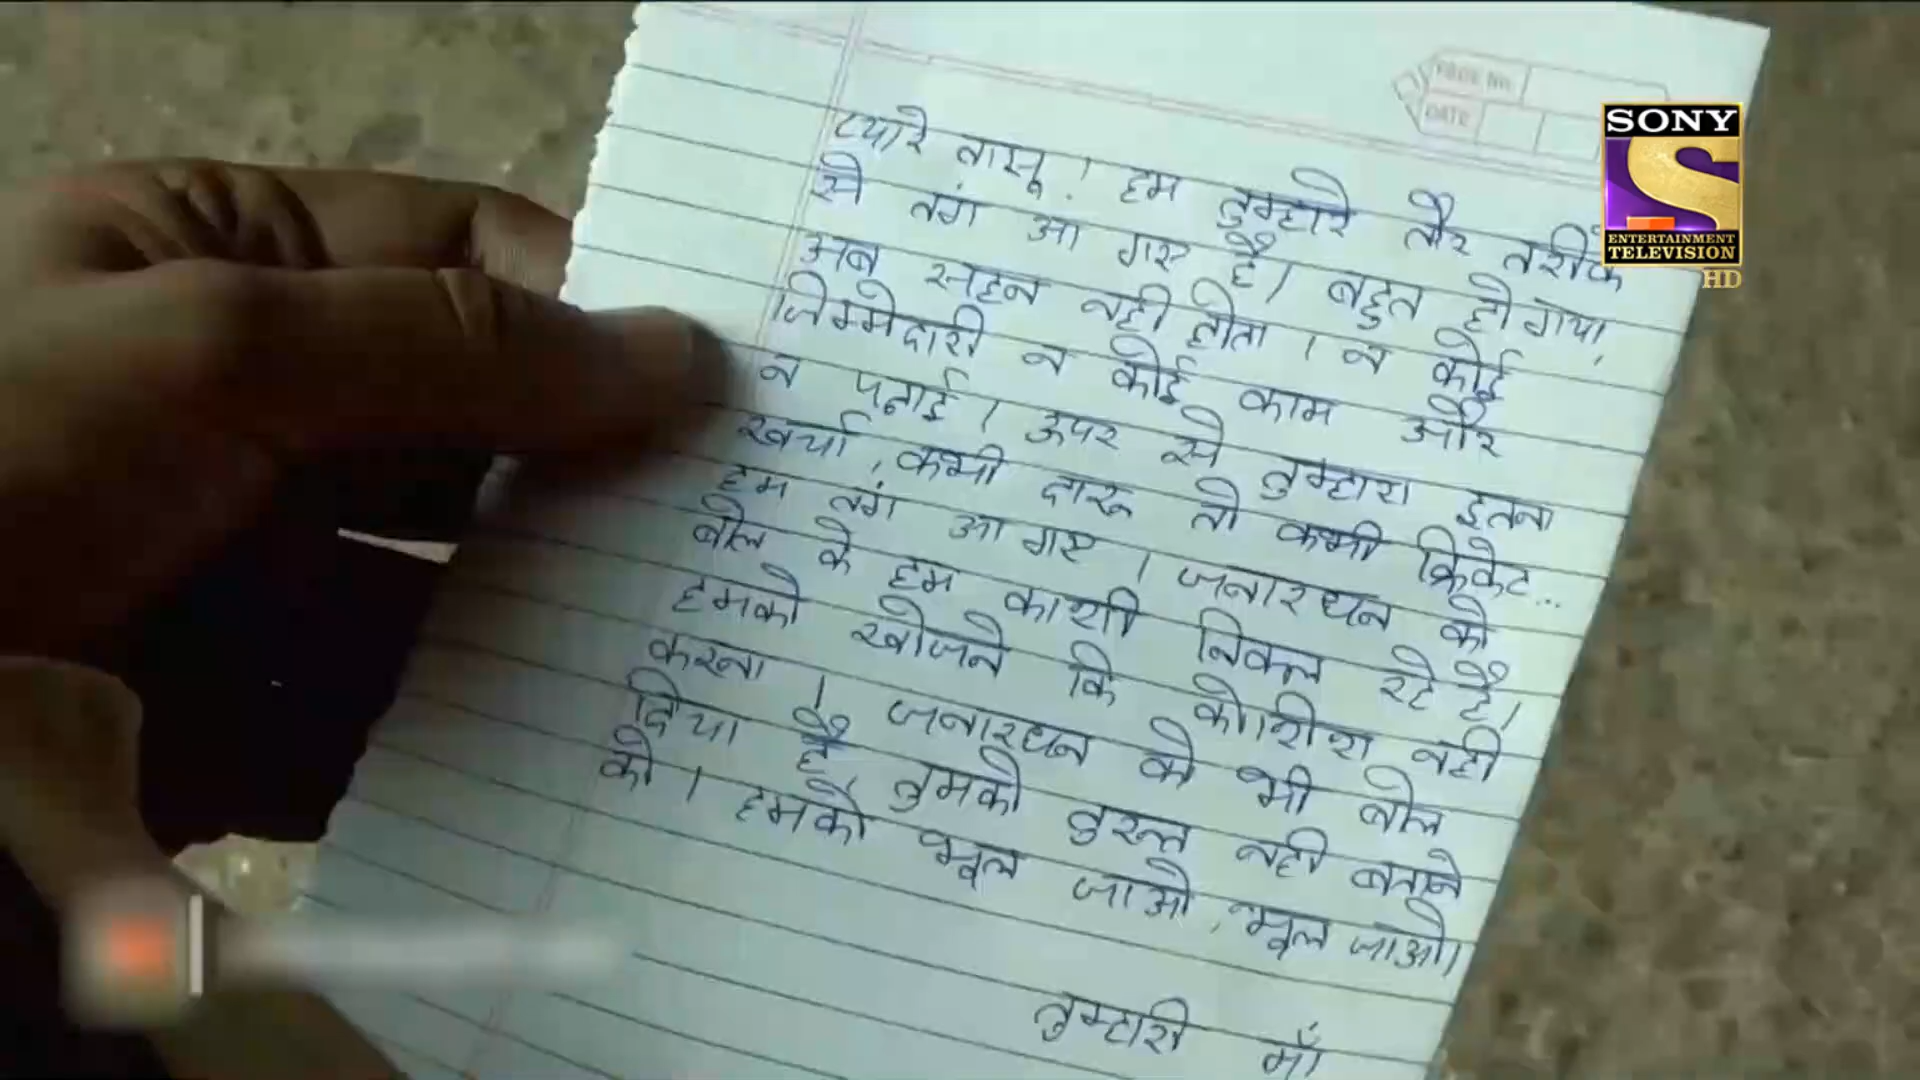 PAGE NO.
DATE
SONY
ENTERTAINMENT
TELEVISION
HD
प्यारे तासू! हम तुम्हारे तौर तरीके
से तंग आ गए है। बहुत हो गया,
अब सहन नही होता । न कोई
जिम्मेदारी न कोई काम और
न पढाई । ऊपर से तुम्हारा इतना
खर्चा, कभी दारू तो कभी क्रिकेट...
हम तंग आ गए । जनारधन को
बोल के हम काशी निकल रहे है।
हमको खोजने कि कोशिश नही
करना । जनारधन को भी बोल
दिया है, तुमको तुरन्त नही बताने
को । हमको भूल जाओ, भूल जाओ।
तुम्हारी माँ